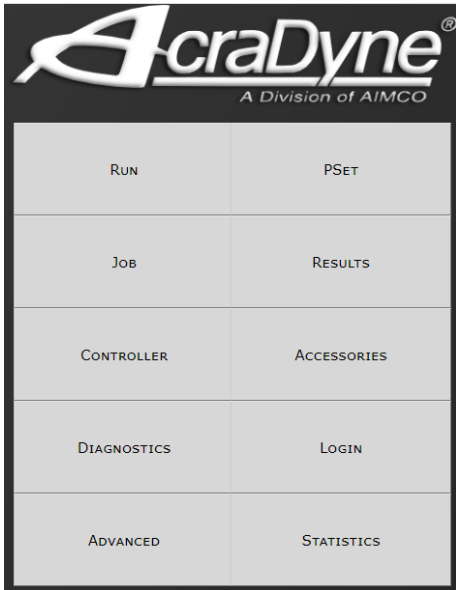 AcraDyne®
A Division of AIMCO
RUN PSET
JOB RESULTS
CONTROLLER ACCESSORIES
DIAGNOSTICS LOGIN
ADVANCED STATISTICS